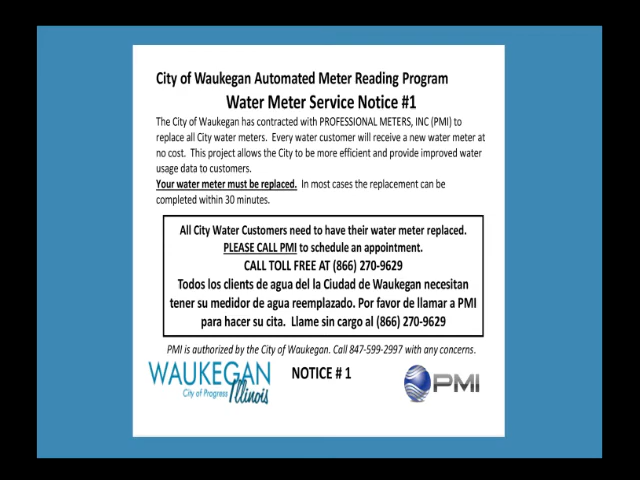 City of Waukegan Automated Meter Reading Program
Water Meter Service Notice #1
The City of Waukegan has contracted with PROFESSIONAL METERS, INC (PMI) to
replace all City water meters. Every water customer will receive a new water meter at
no cost. This project allows the City to be more efficient and provide improved water
usage data to customers.
Your water meter must be replaced. In most cases the replacement can be
completed within 30 minutes.
All City Water Customers need to have their water meter replaced.
PLEASE CALL PMI to schedule an appointment.
CALL TOLL FREE AT (866) 270-9629
Todos los clientes de agua del la Ciudad de Waukegan necesitan
tener su medidor de agua reemplazado. Por favor de llamar a PMI
para hacer su cita. Llame sin cargo al (866) 270-9629
PMI is authorized by the City of Waukegan. Call 847-599-2997 with any concerns.
WAUKEGAN
City of Progress Illinois
NOTICE # 1
PMI